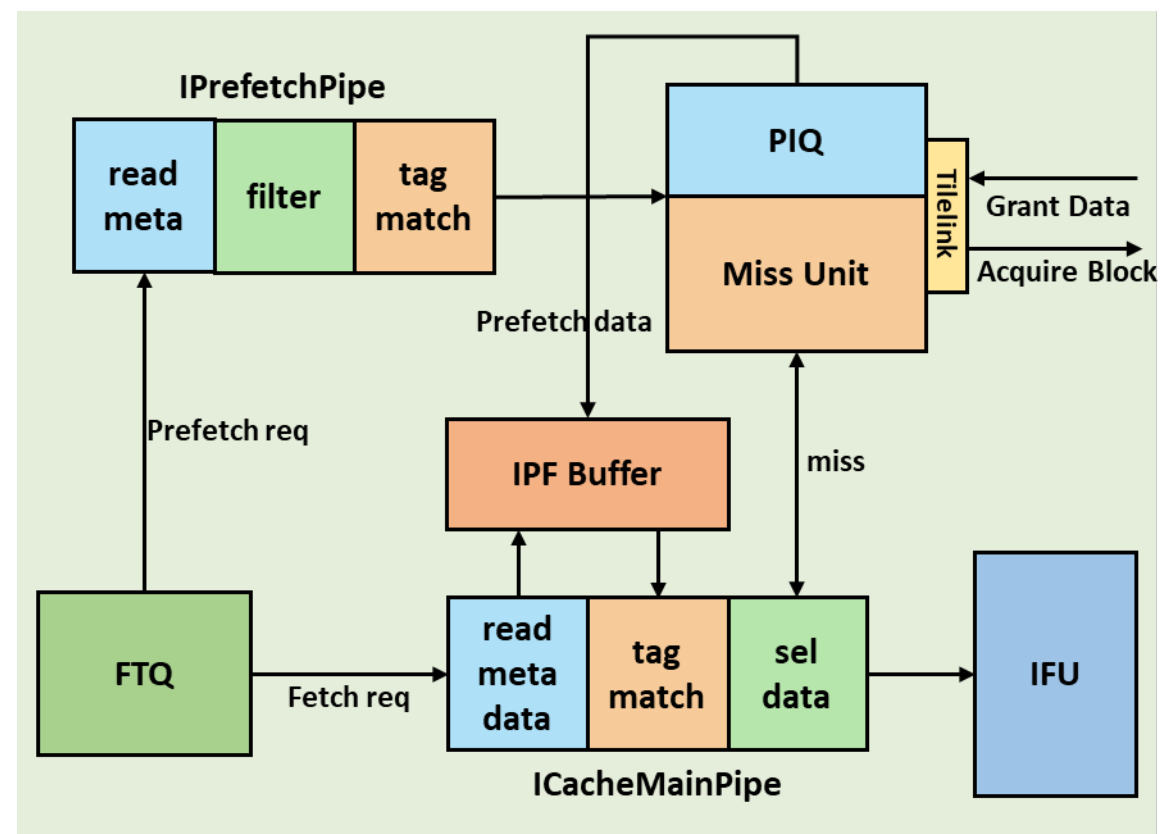 IPrefetchPipe
read
meta
filter
tag
match
PIQ
Miss Unit
Tilelink
Grant Data
Acquire Block
Prefetch data
Prefetch req
IPF Buffer
miss
FTQ
Fetch req
read
meta
data
tag
match
sel
data
IFU
ICacheMainPipe